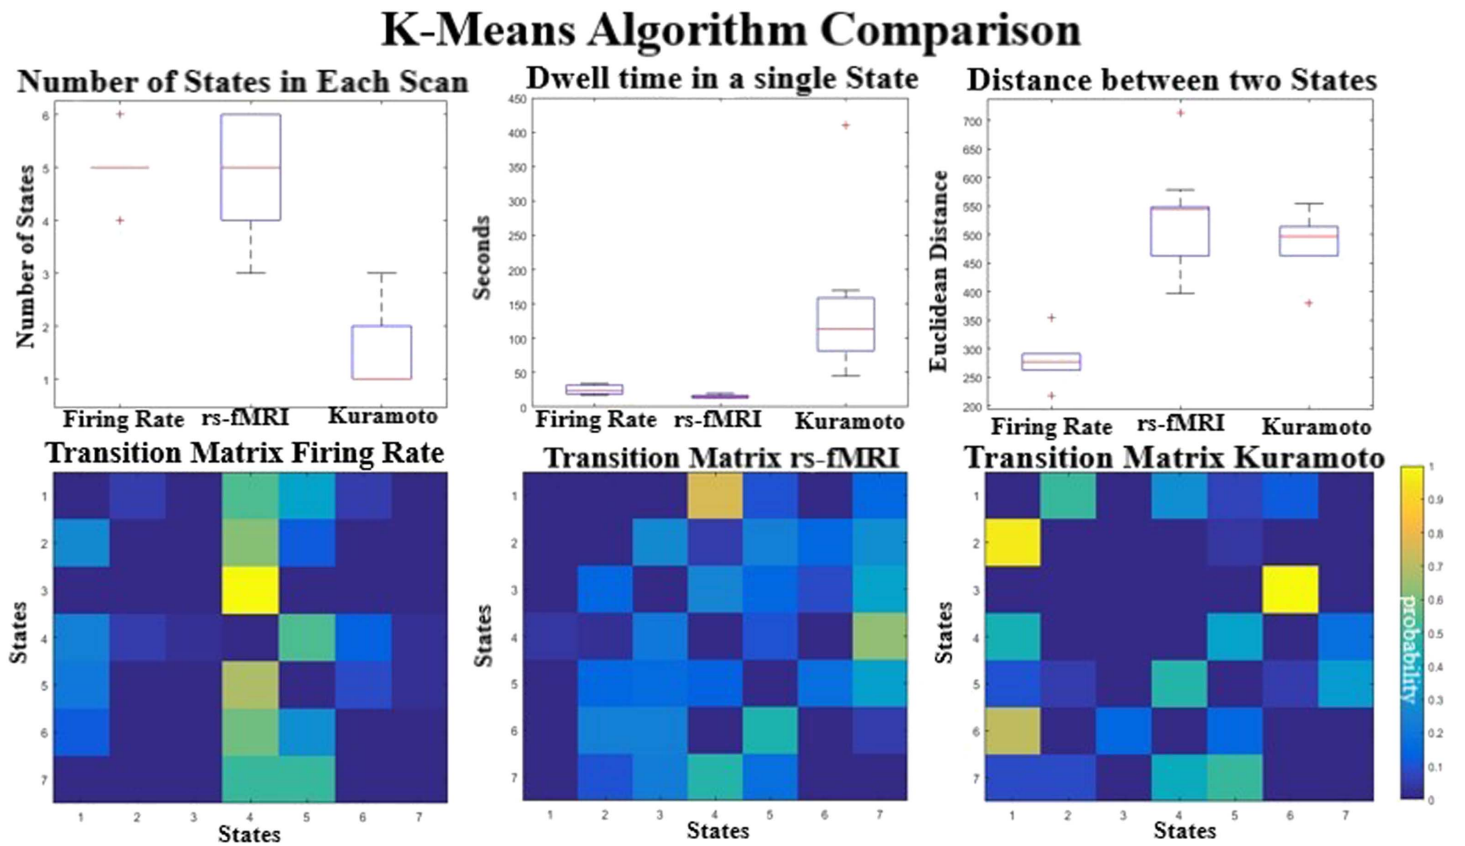 K-Means Algorithm Comparison
Number of States in Each Scan
Number of States
6
5
4
3
2
1
Firing Rate rs-fMRI Kuramoto
Dwell time in a single State
Seconds
450
400
350
300
250
200
150
100
50
0
Firing Rate rs-fMRI Kuramoto
Distance between two States
Euclidean Distance
700
650
600
550
500
450
400
350
300
250
200
Firing Rate rs-fMRI Kuramoto
Transition Matrix Firing Rate
States
1
2
3
4
5
6
7
1 2 3 4 5 6 7
States
Transition Matrix rs-fMRI
States
1
2
3
4
5
6
7
1 2 3 4 5 6 7
States
Transition Matrix Kuramoto
States
1
2
3
4
5
6
7
1 2 3 4 5 6 7
States
1
0.9
0.8
0.7
0.6
0.5
0.4
0.3
0.2
0.1
0
probability